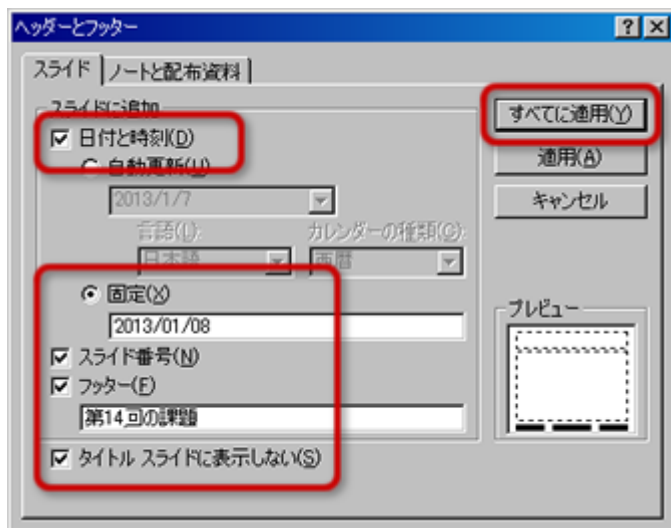 ヘッダーとフッター
スライド
ノートと配布資料
スライドに追加
日付と時刻(D)
自動更新(U)
2013/1/7
言語(L):
カレンダーの種類(C):
日本語
西暦
固定(X)
2013/01/08
スライド番号(N)
フッター(F)
第14回の課題
タイトル スライドに表示しない(S)
すべてに適用(Y)
適用(A)
キャンセル
プレビュー